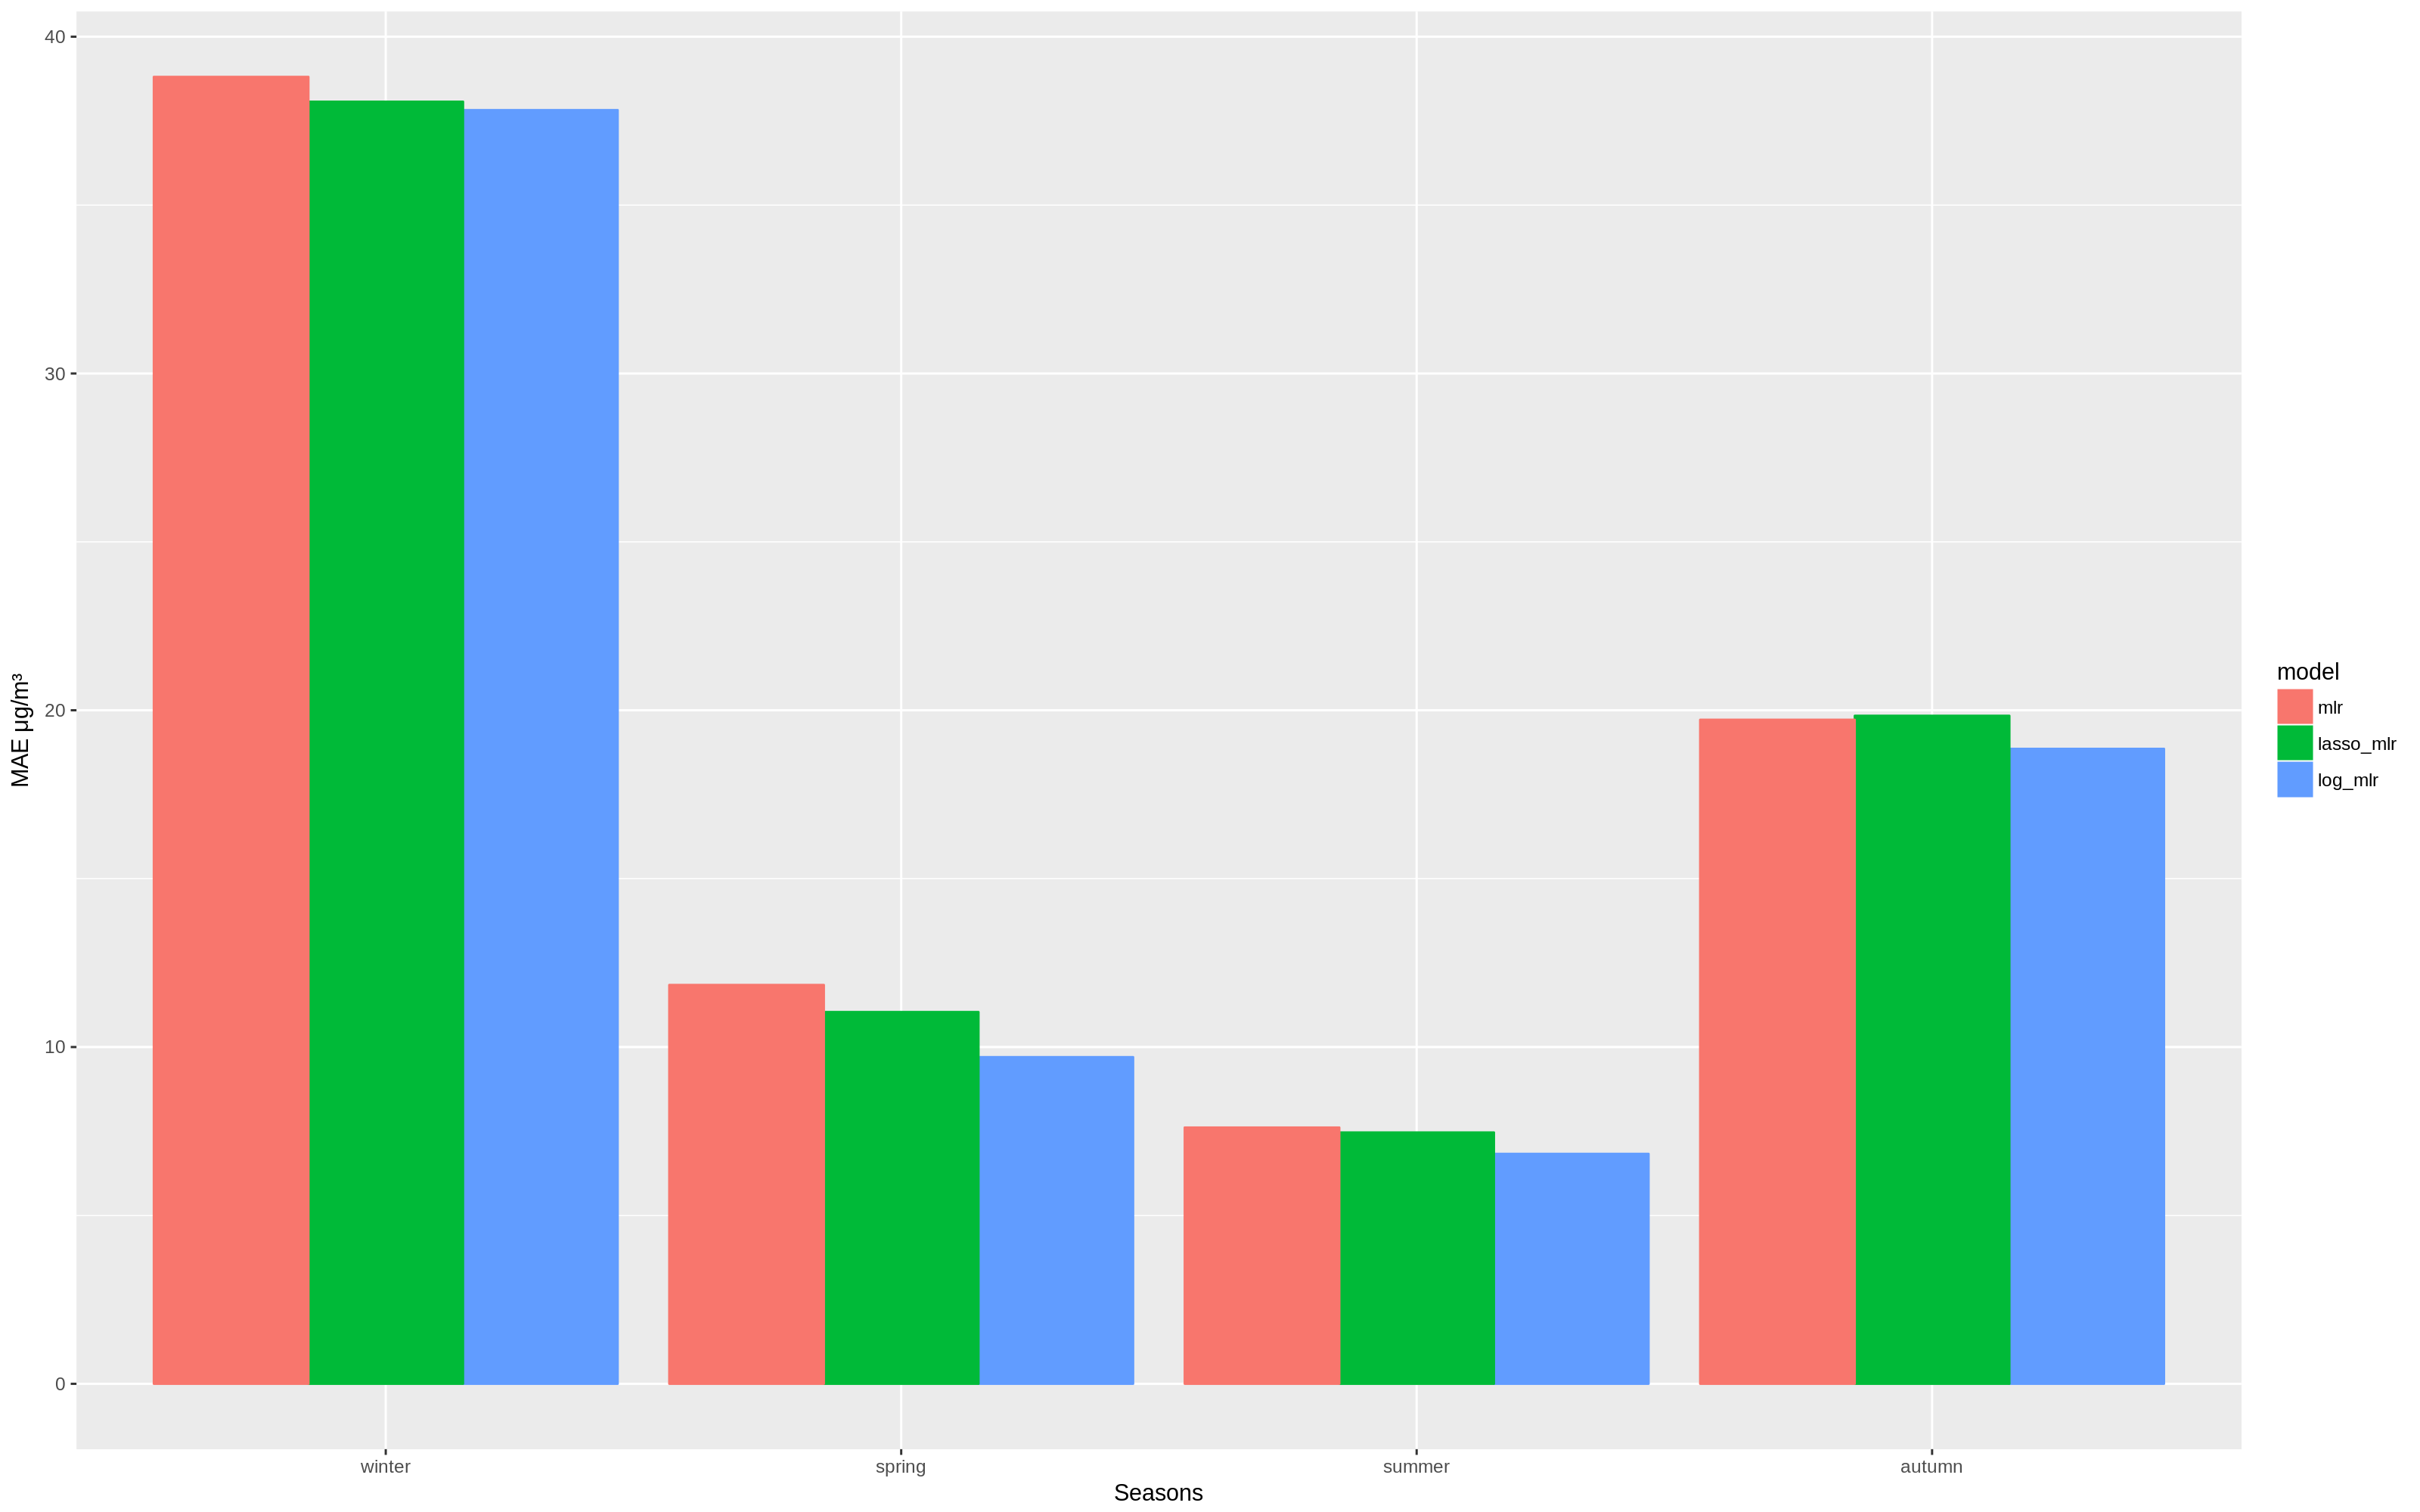 40
30
20
10
0
MAE µg/m³
winter
spring
summer
autumn
Seasons
model
mlr
lasso_mlr
log_mlr